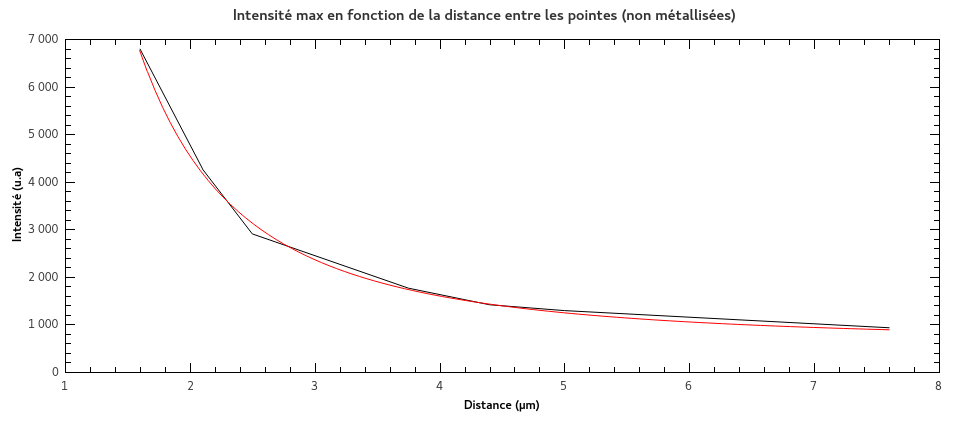 Intensité max en fonction de la distance entre les pointes (non métallisées)
7 000
6 000
5 000
4 000
3 000
2 000
1 000
0
Intensité (u.a)
1 2 3 4 5 6 7 8
Distance (µm)